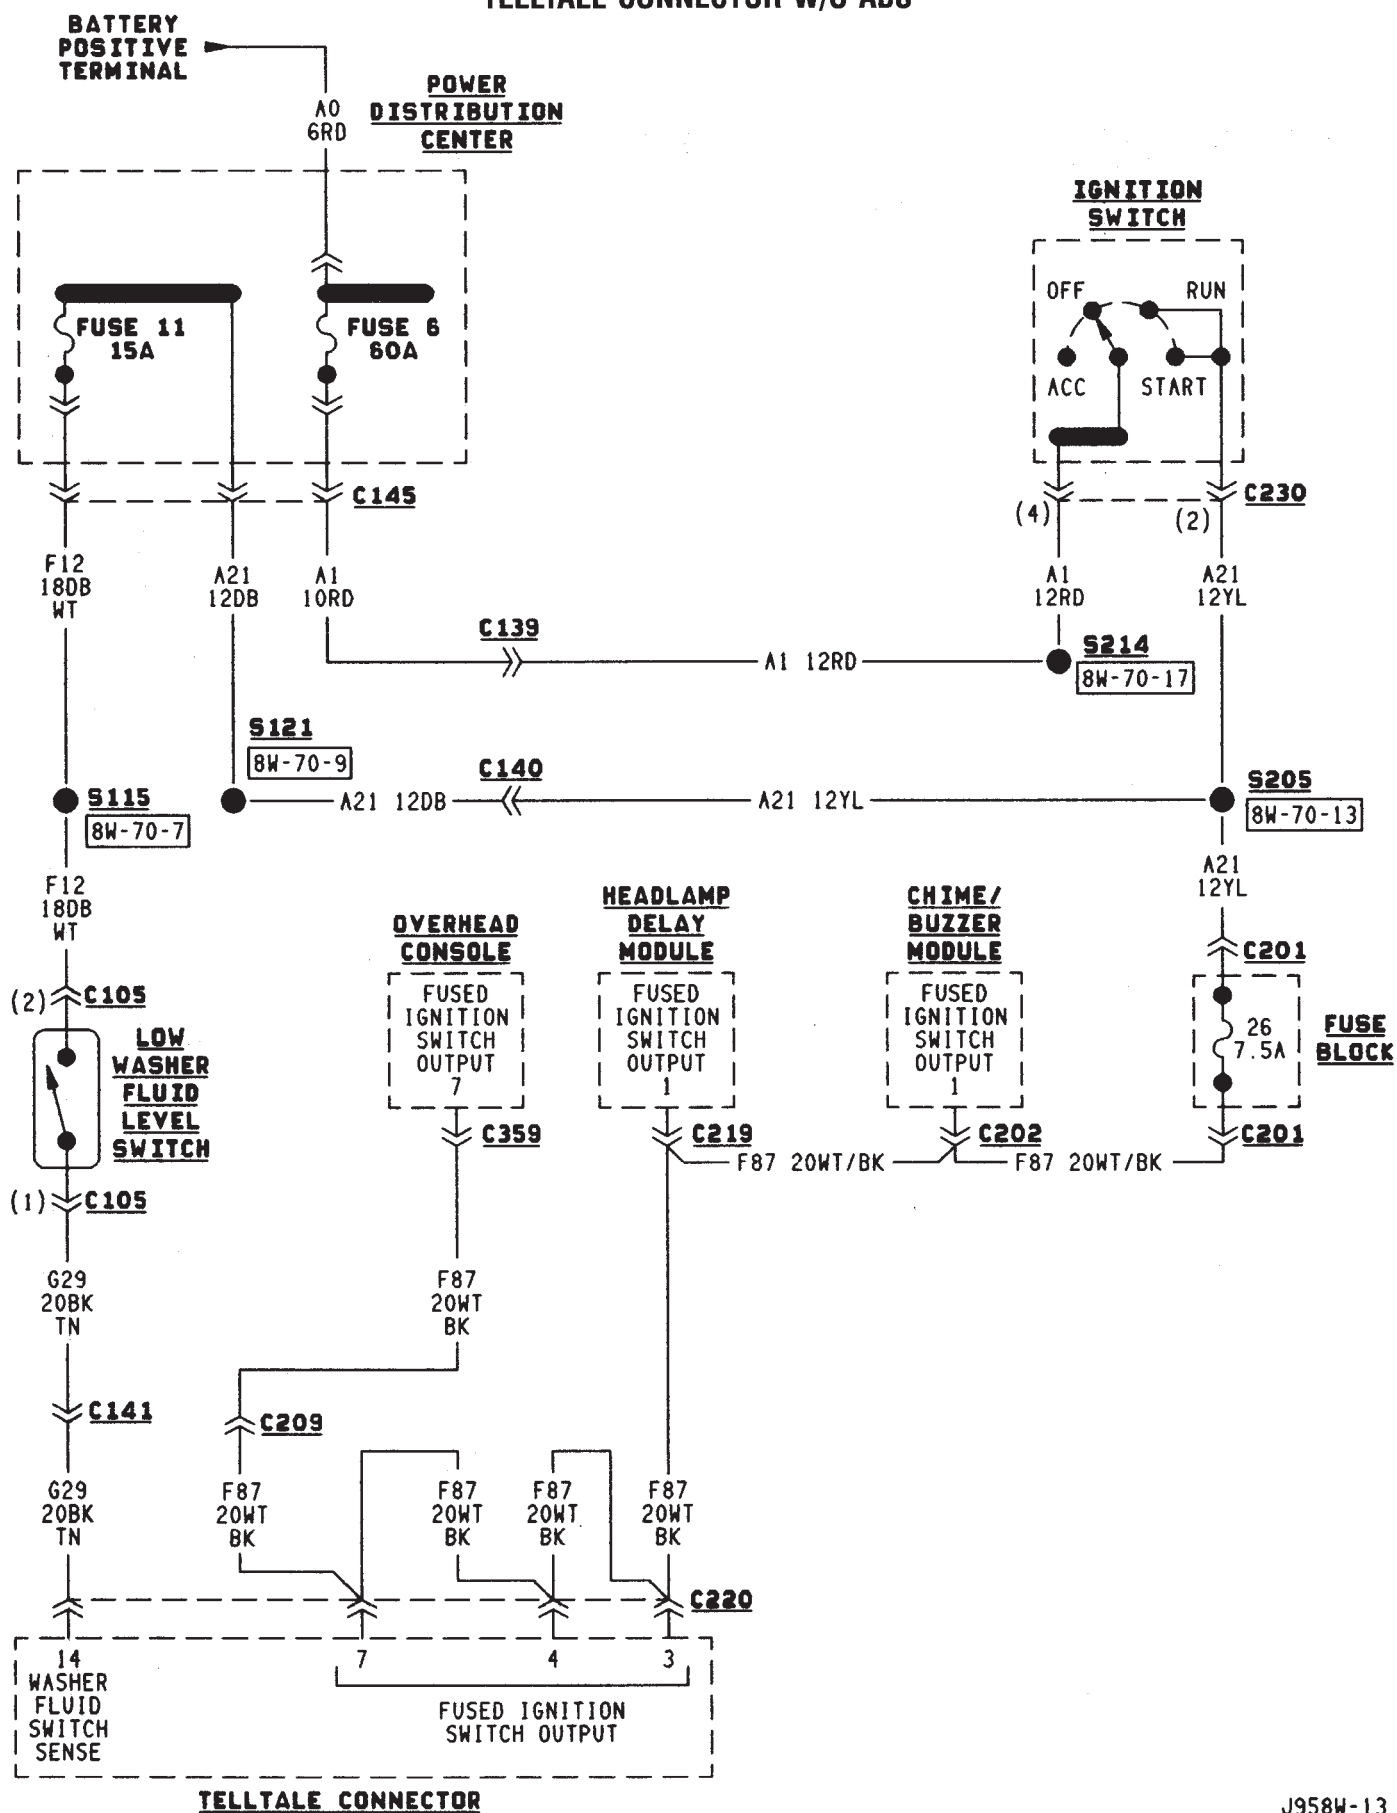 BATTERY
POSITIVE
TERMINAL
A0
6RD
POWER
DISTRIBUTION
CENTER
IGNITION
SWITCH
OFF
RUN
ACC
START
FUSE 11
15A
FUSE 6
60A
C145
(4)
(2)
C230
F12
18DB
WT
A21
12DB
A1
10RD
A1
12RD
A21
12YL
C139
A1 12RD
S214
8W-70-17
S121
8W-70-9
S115
8W-70-7
A21 12DB
C140
A21 12YL
S205
8W-70-13
A21
12YL
F12
18DB
WT
OVERHEAD
CONSOLE
HEADLAMP
DELAY
MODULE
CHIME/
BUZZER
MODULE
C201
(2)
C105
LOW
WASHER
FLUID
LEVEL
SWITCH
FUSED
IGNITION
SWITCH
OUTPUT
7
FUSED
IGNITION
SWITCH
OUTPUT
1
FUSED
IGNITION
SWITCH
OUTPUT
1
26
7.5A
FUSE
BLOCK
C359
C219
C202
C201
F87 20WT/BK
F87 20WT/BK
(1)
C105
G29
20BK
TN
F87
20WT
BK
C141
C209
G29
20BK
TN
F87
20WT
BK
F87
20WT
BK
F87
20WT
BK
F87
20WT
BK
C220
14
WASHER
FLUID
SWITCH
SENSE
7
4
3
FUSED IGNITION
SWITCH OUTPUT
TELLTALE CONNECTOR
J958W-13